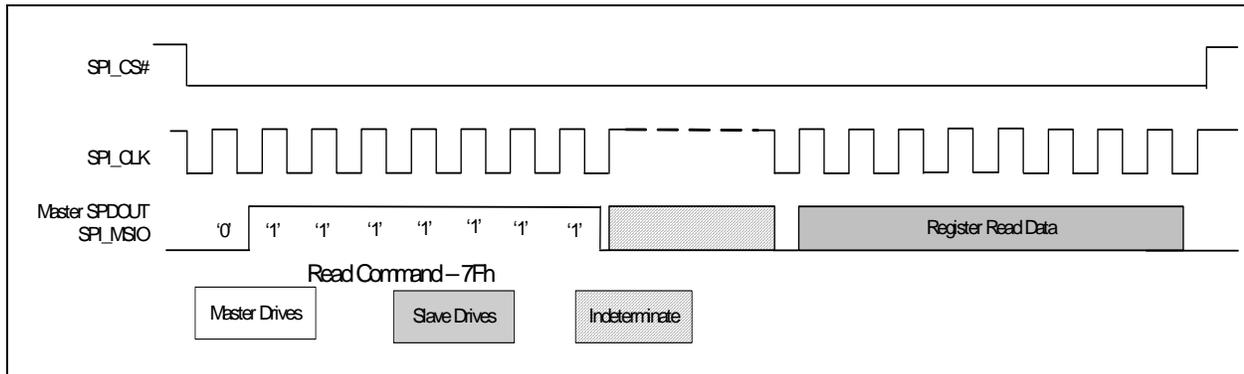 SPI_CS#
SPI_CLK
Master SPDOUT
SPI_MSIO
'0' '1' '1' '1' '1' '1' '1' '1'
Register Read Data
Read Command – 7Fh
Master Drives
Slave Drives
Indeterminate